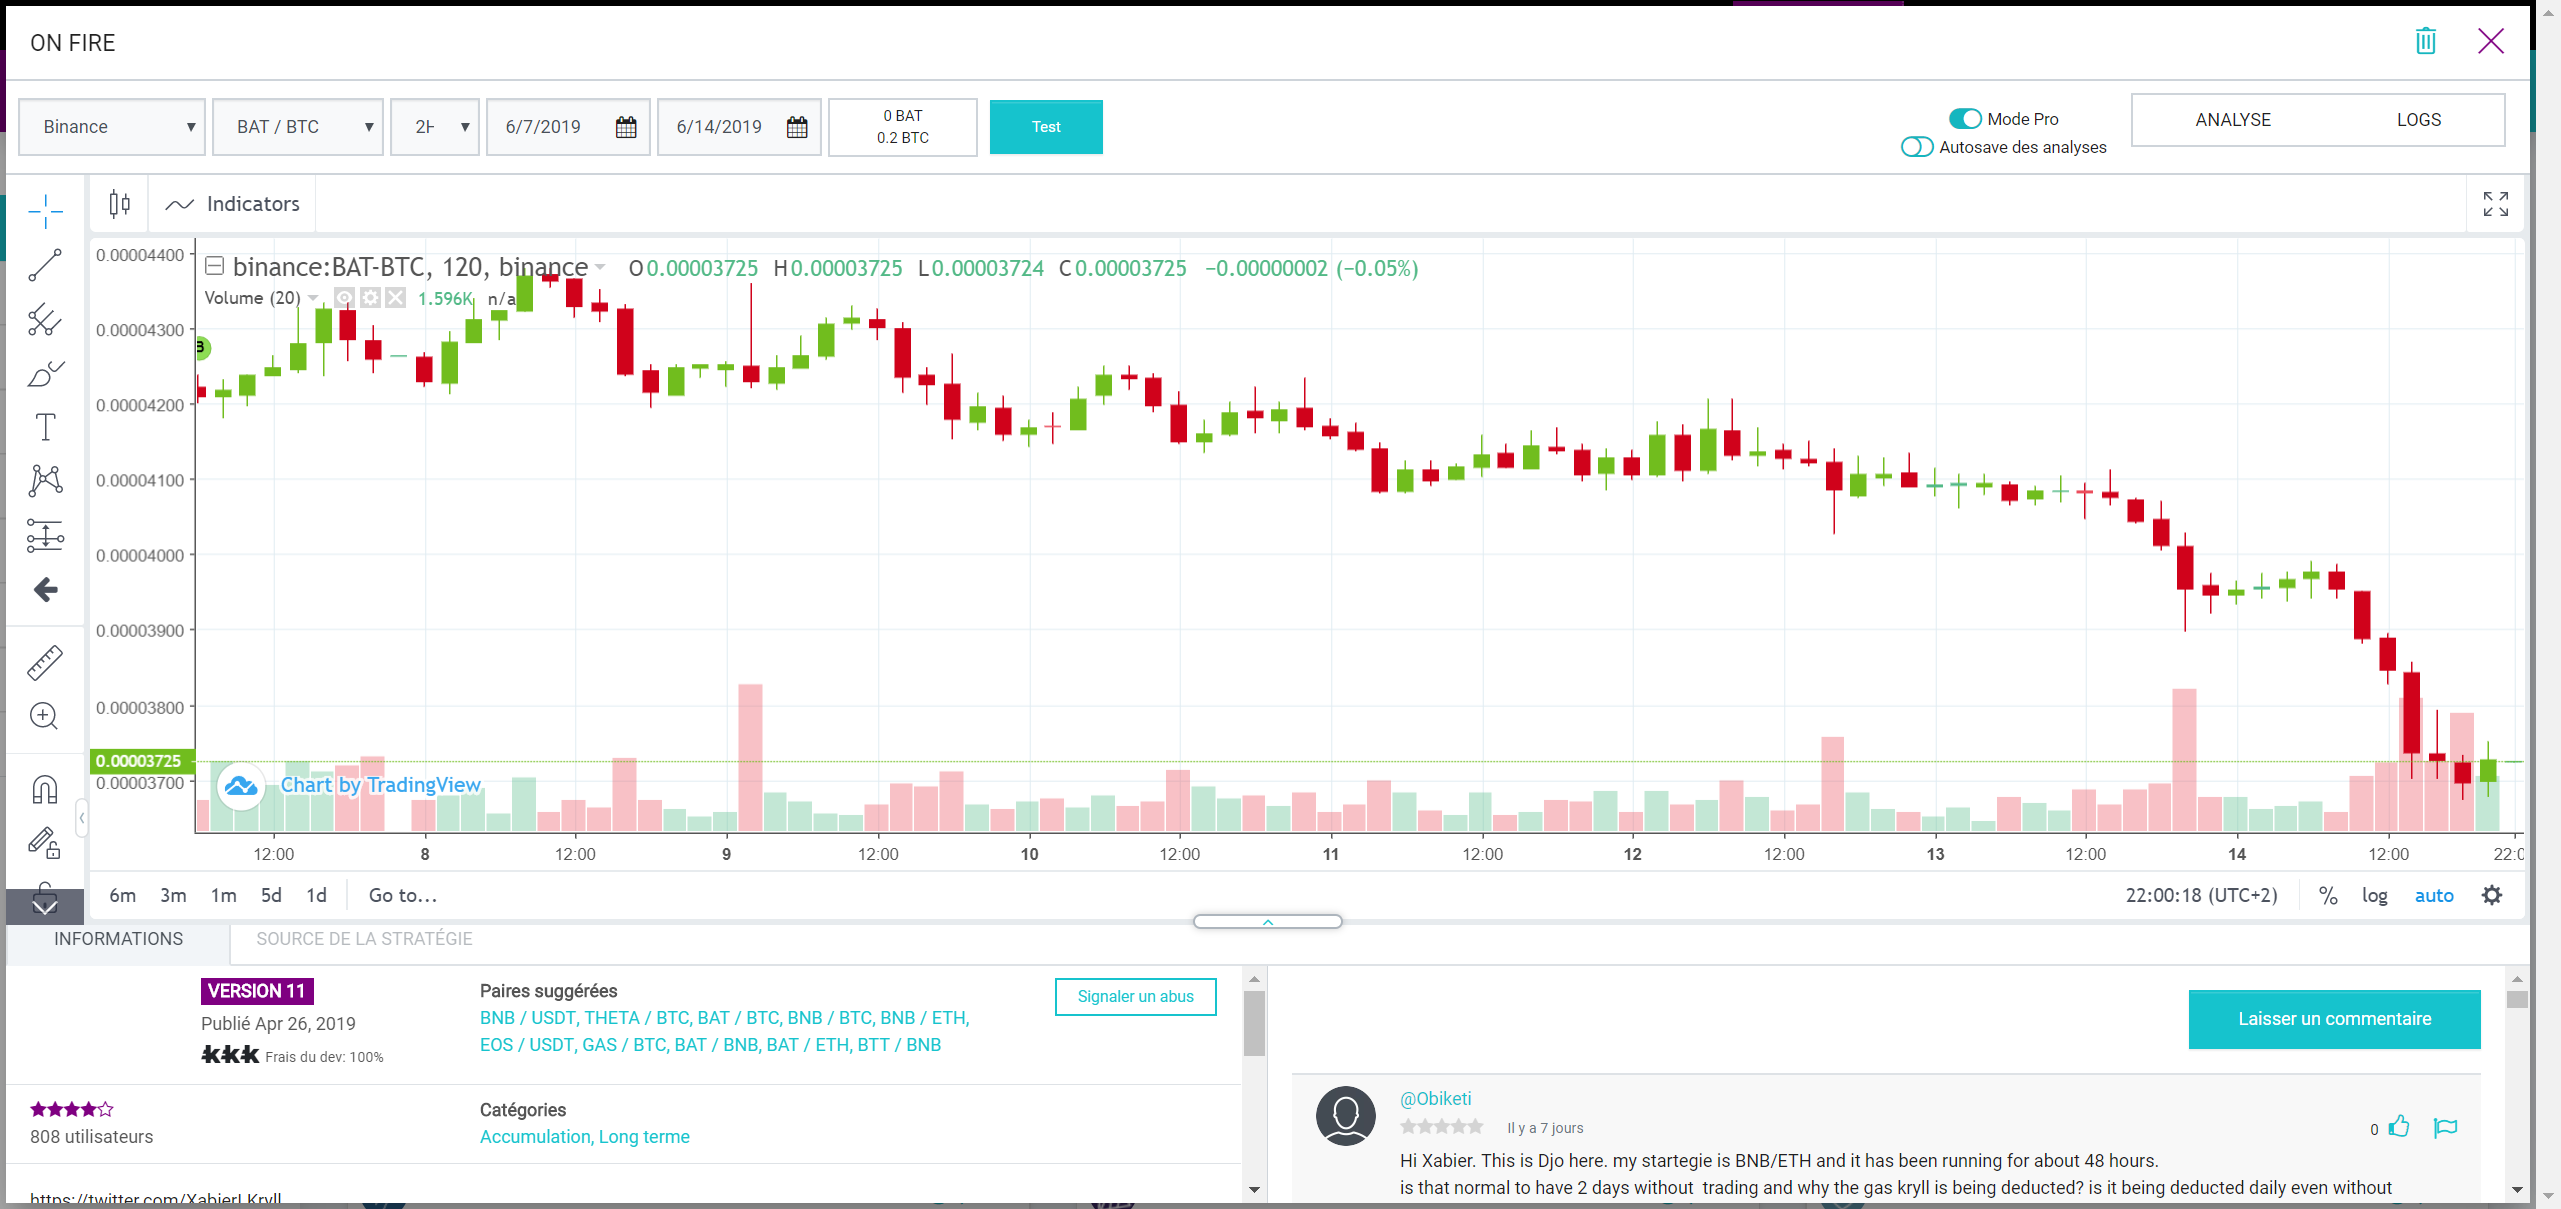 ON FIRE
Binance
BAT / BTC
2H
6/7/2019
6/14/2019
0 BAT
0.2 BTC
Test
Mode Pro
Autosave des analyses
ANALYSE
LOGS
Indicators
binance:BAT-BTC, 120, binance O0.00003725 H0.00003725 L0.00003724 C0.00003725 −0.00000002 (−0.05%)
Volume (20) 1.596K n/a
B
0.00004400
0.00004300
0.00004200
0.00004100
0.00004000
0.00003900
0.00003800
0.00003725
0.00003700
Chart by TradingView
12:00 8 12:00 9 12:00 10 12:00 11 12:00 12 12:00 13 12:00 14 12:00 22:0
6m 3m 1m 5d 1d Go to...
22:00:18 (UTC+2) % log auto
INFORMATIONS
SOURCE DE LA STRATÉGIE
VERSION 11
Publié Apr 26, 2019
Frais du dev: 100%
Paires suggérées
BNB / USDT, THETA / BTC, BAT / BTC, BNB / BTC, BNB / ETH,
EOS / USDT, GAS / BTC, BAT / BNB, BAT / ETH, BTT / BNB
Signaler un abus
808 utilisateurs
Catégories
Accumulation, Long terme
https://twitter.com/XabierLKryll
Laisser un commentaire
@Obiketi
Il y a 7 jours
0
Hi Xabier. This is Djo here. my startegie is BNB/ETH and it has been running for about 48 hours.
is that normal to have 2 days without trading and why the gas kryll is being deducted? is it being deducted daily even without